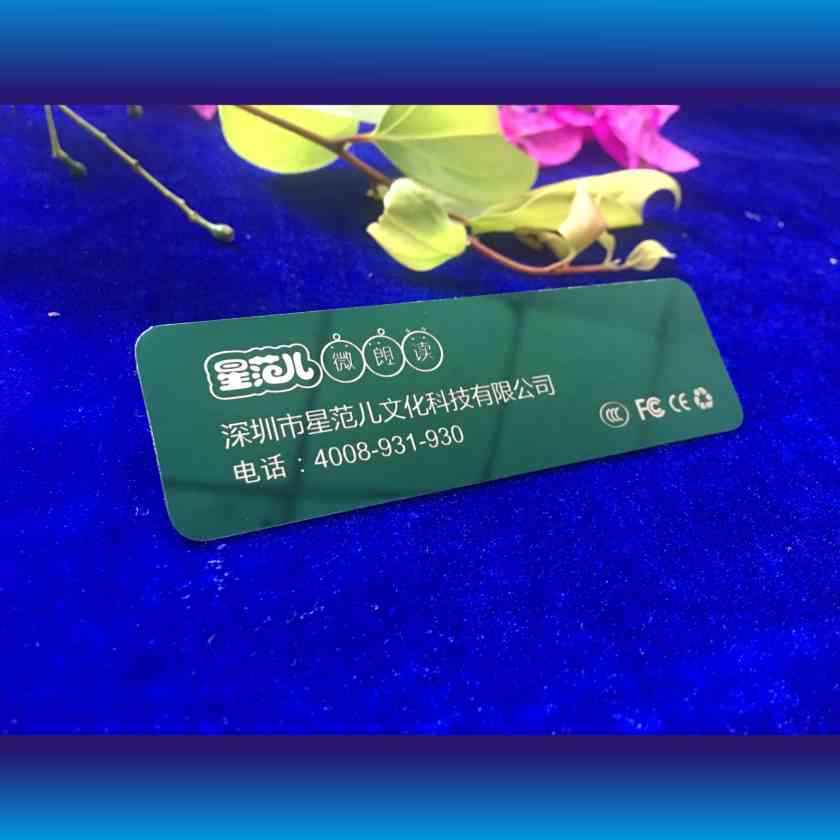 星范儿 微朗读
深圳市星范儿文化科技有限公司
电话：4008-931-930
CCC FC CE